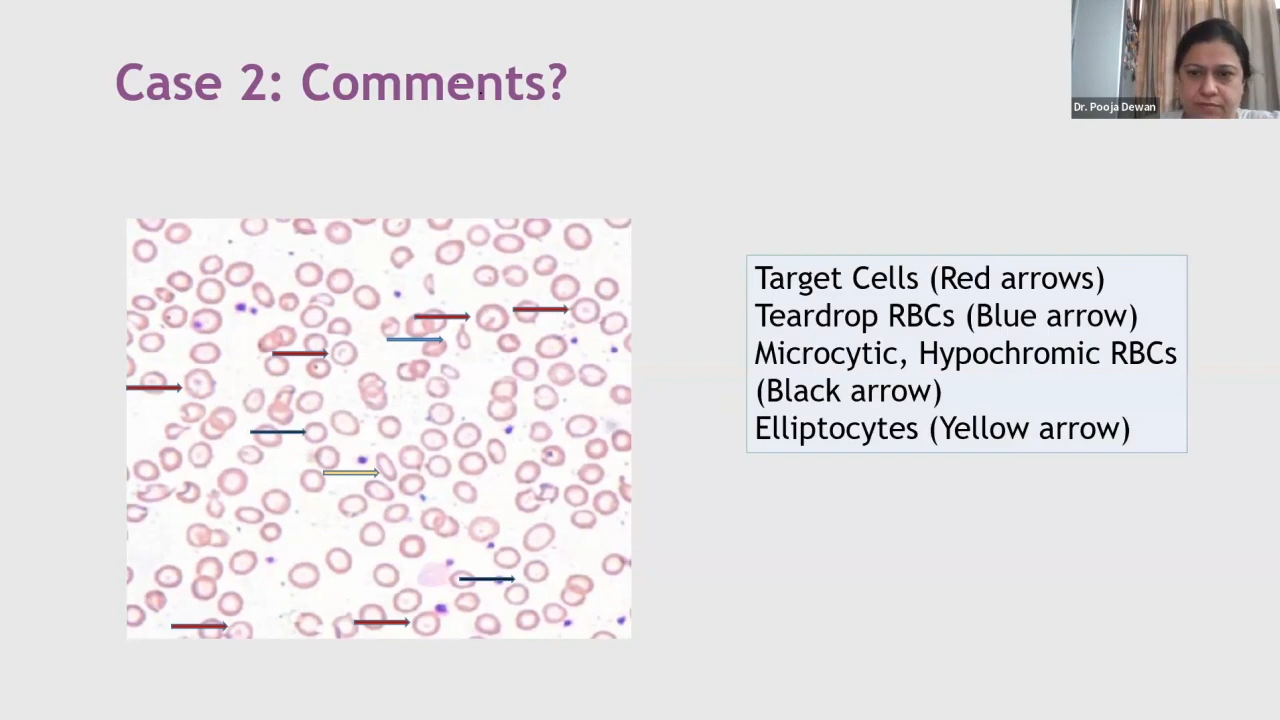 Case 2: Comments?
Dr. Pooja Dewan
Target Cells (Red arrows)
Teardrop RBCs (Blue arrow)
Microcytic, Hypochromic RBCs
(Black arrow)
Elliptocytes (Yellow arrow)